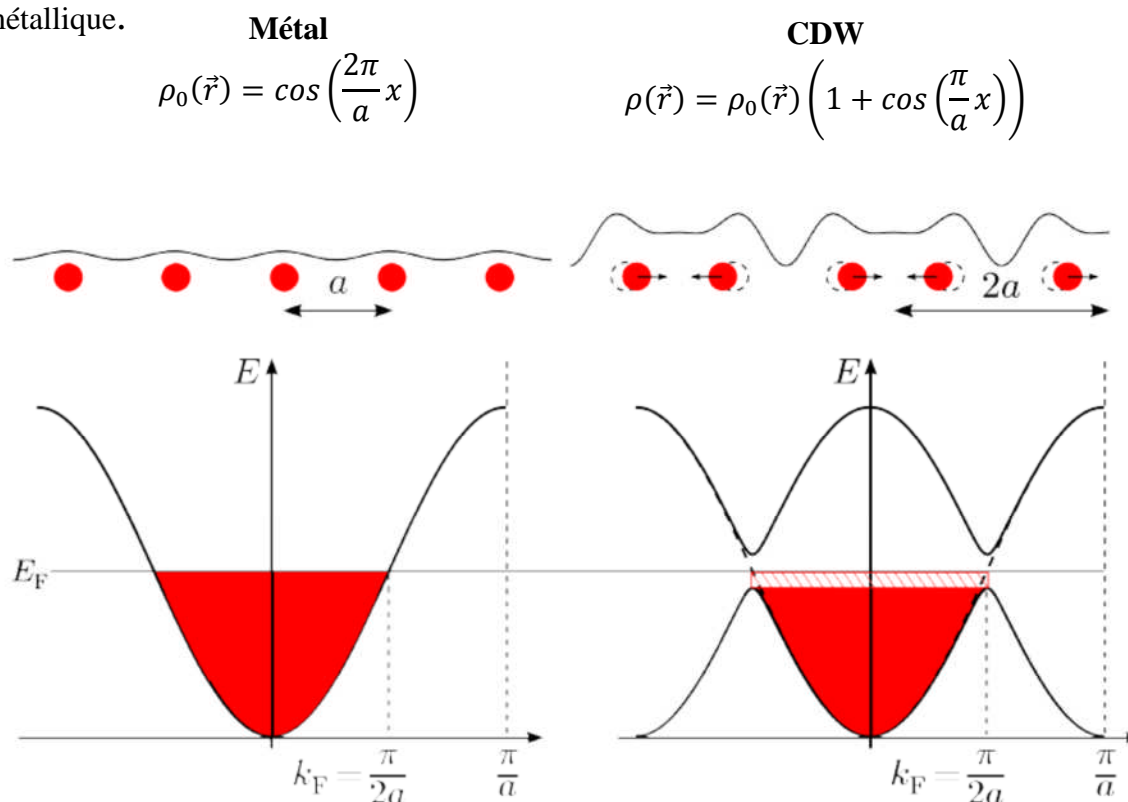 métallique.
Métal
CDW
ρ₀(r⃗) = cos(2π/a x)
ρ(r⃗) = ρ₀(r⃗)(1 + cos(π/a x))
a
2a
E
E
E_F
k_F = π/2a
π/a
k_F = π/2a
π/a